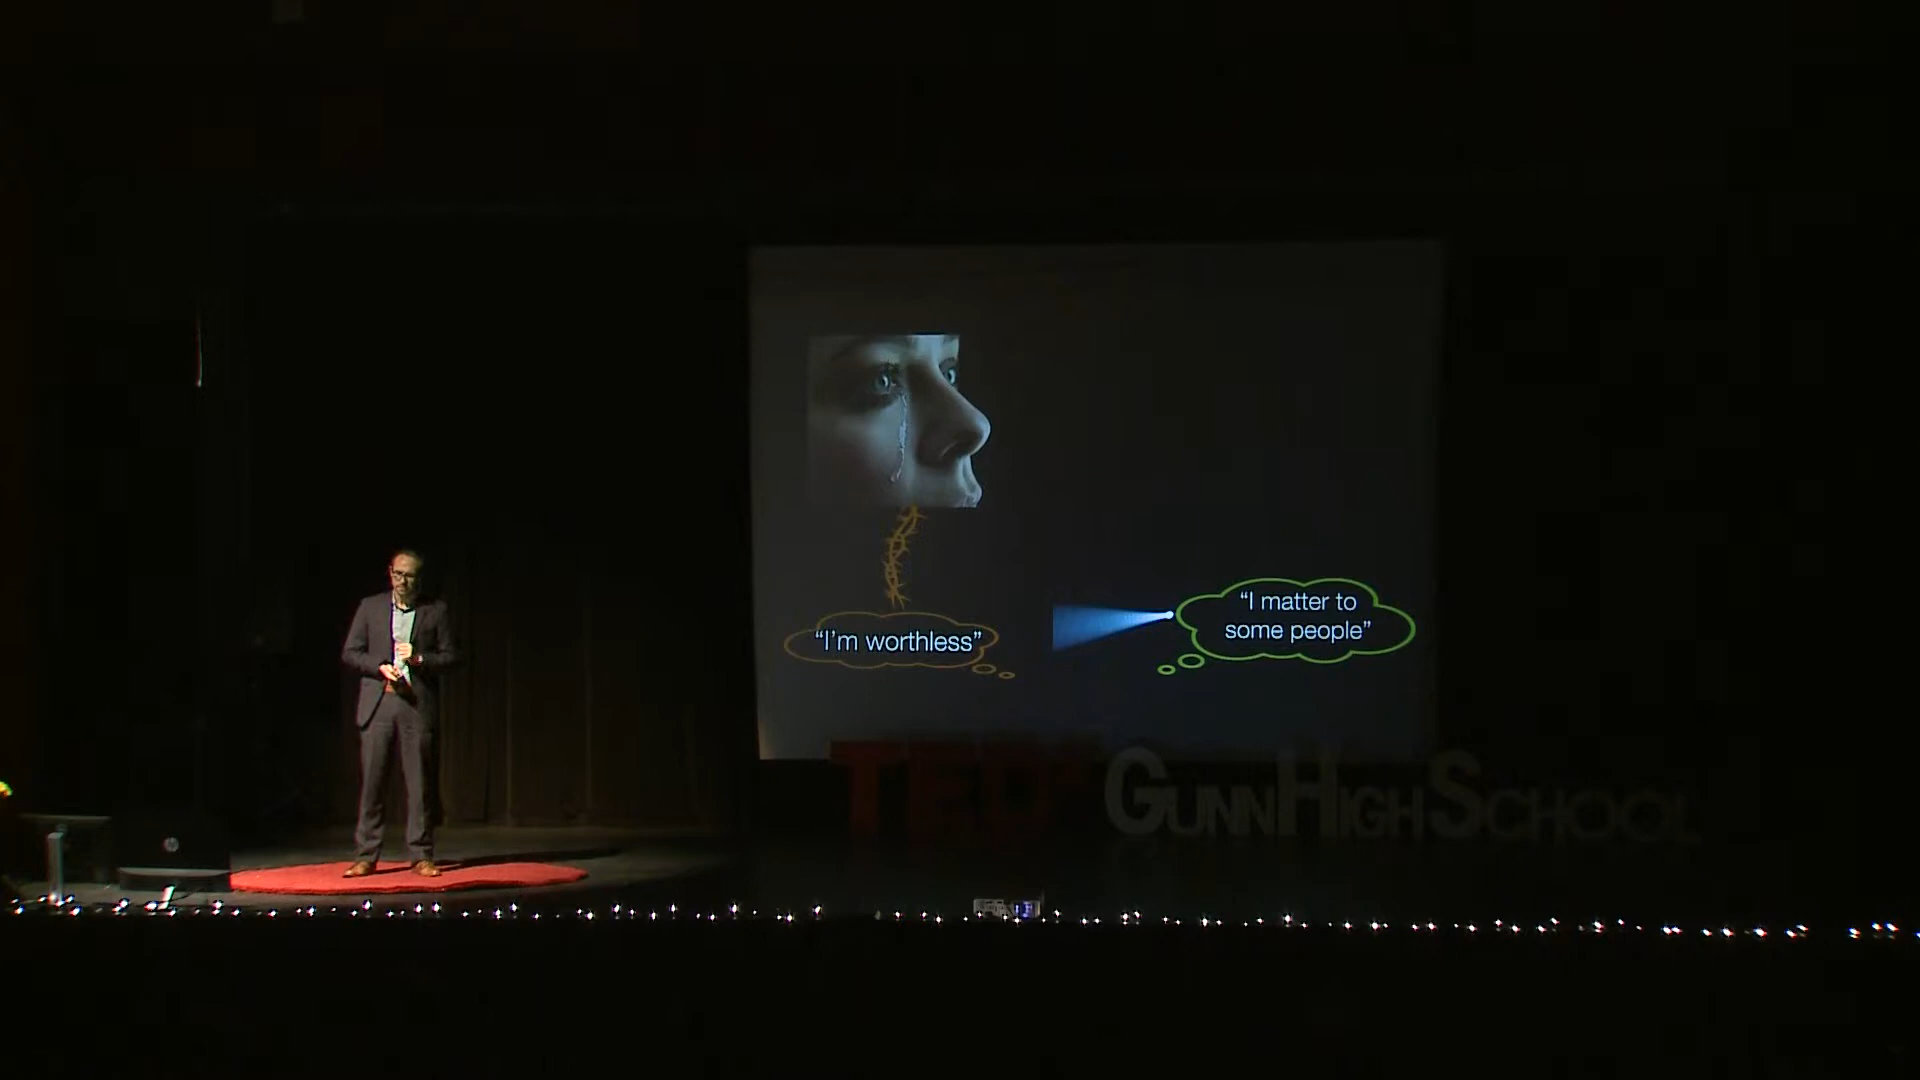 “I’m worthless”
“I matter to
some people”
TEDx GUNNHIGHSCHOOL